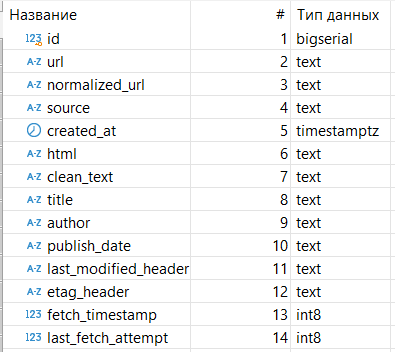 Название # Тип данных
123 id 1 bigserial
A-Z url 2 text
A-Z normalized_url 3 text
A-Z source 4 text
created_at 5 timestamptz
A-Z html 6 text
A-Z clean_text 7 text
A-Z title 8 text
A-Z author 9 text
A-Z publish_date 10 text
A-Z last_modified_header 11 text
A-Z etag_header 12 text
123 fetch_timestamp 13 int8
123 last_fetch_attempt 14 int8